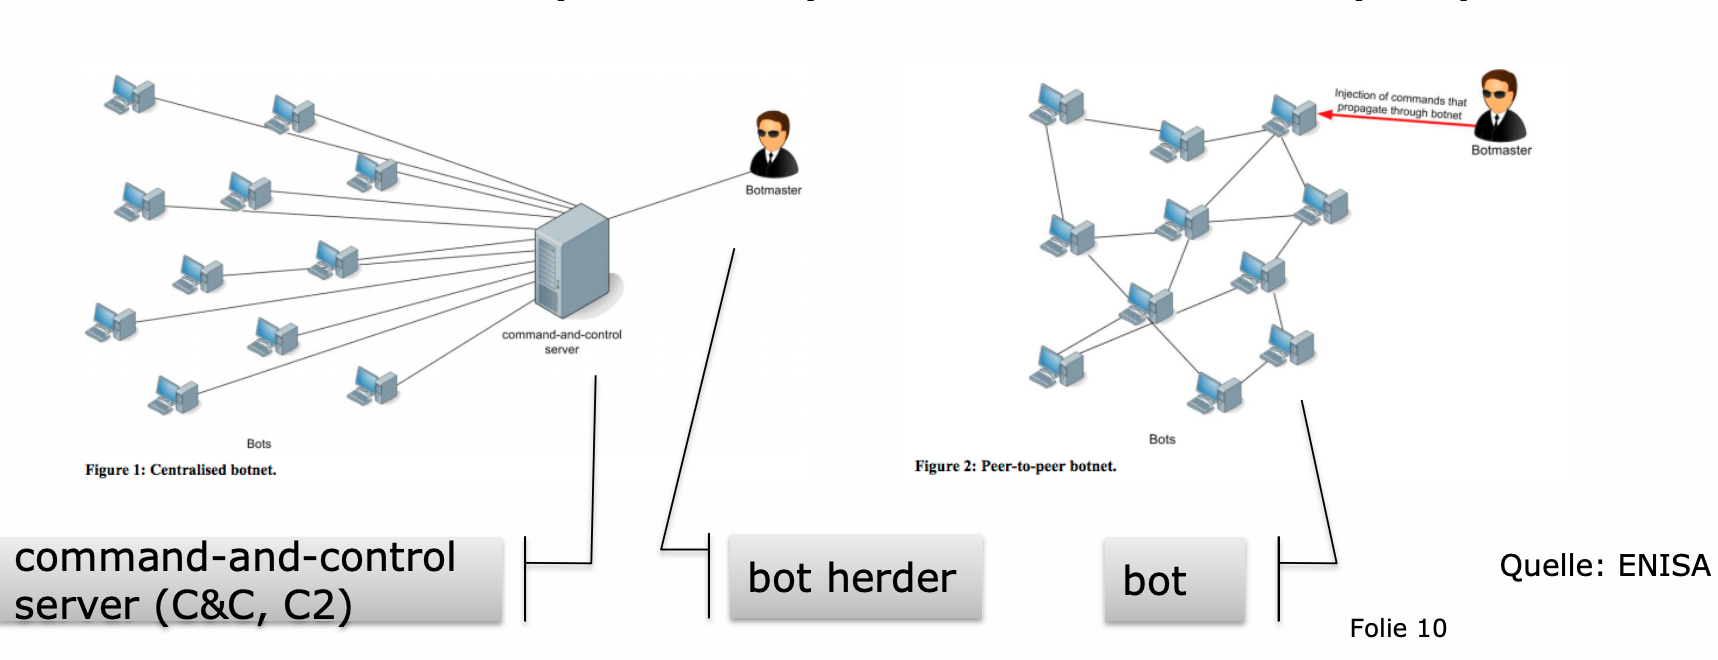 Injection of commands that
propagate through botnet
Botmaster
Botmaster
command-and-control
server
Bots
Bots
Figure 1: Centralised botnet.
Figure 2: Peer-to-peer botnet.
command-and-control
server (C&C, C2)
bot herder
bot
Quelle: ENISA
Folie 10